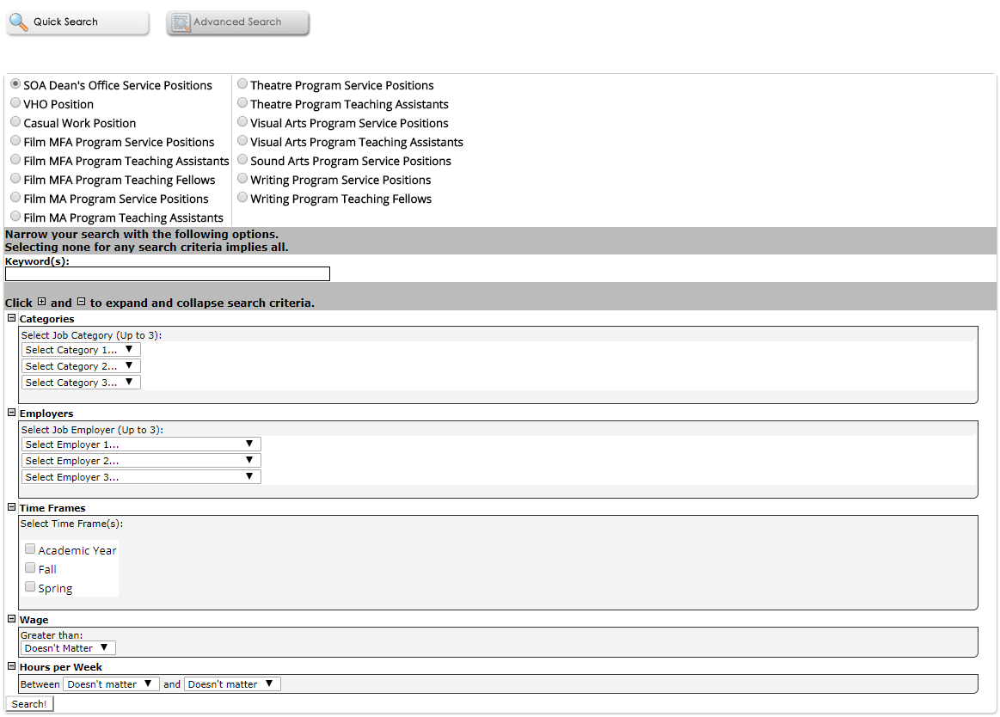 Quick Search
Advanced Search
SOA Dean's Office Service Positions
VHO Position
Casual Work Position
Film MFA Program Service Positions
Film MFA Program Teaching Assistants
Film MFA Program Teaching Fellows
Film MA Program Service Positions
Film MA Program Teaching Assistants
Theatre Program Service Positions
Theatre Program Teaching Assistants
Visual Arts Program Service Positions
Visual Arts Program Teaching Assistants
Sound Arts Program Service Positions
Writing Program Service Positions
Writing Program Teaching Fellows
Narrow your search with the following options.
Selecting none for any search criteria implies all.
Keyword(s):
Click and to expand and collapse search criteria.
Categories
Select Job Category (Up to 3):
Select Category 1...
Select Category 2...
Select Category 3...
Employers
Select Job Employer (Up to 3):
Select Employer 1...
Select Employer 2...
Select Employer 3...
Time Frames
Select Time Frame(s):
Academic Year
Fall
Spring
Wage
Greater than:
Doesn't Matter
Hours per Week
Between Doesn't matter and Doesn't matter
Search!